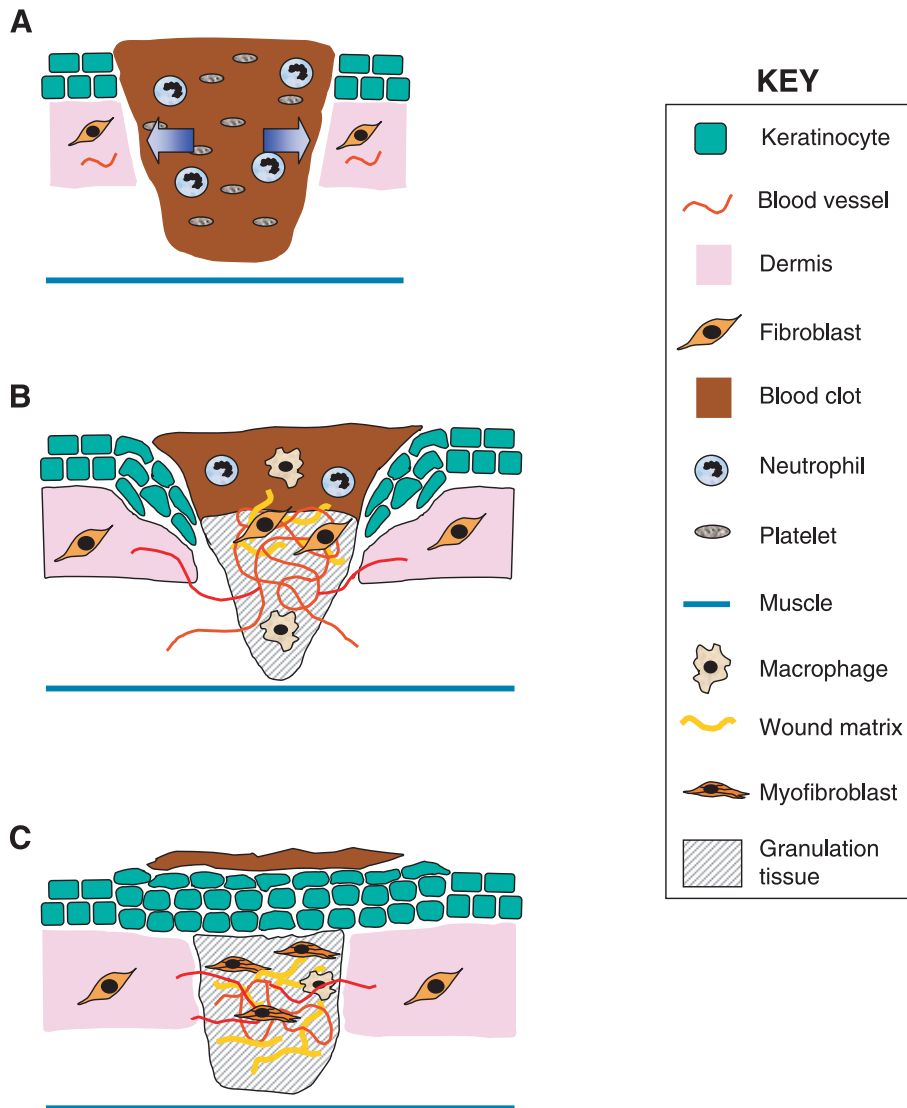 A
B
C
KEY
Keratinocyte
Blood vessel
Dermis
Fibroblast
Blood clot
Neutrophil
Platelet
Muscle
Macrophage
Wound matrix
Myofibroblast
Granulation
tissue